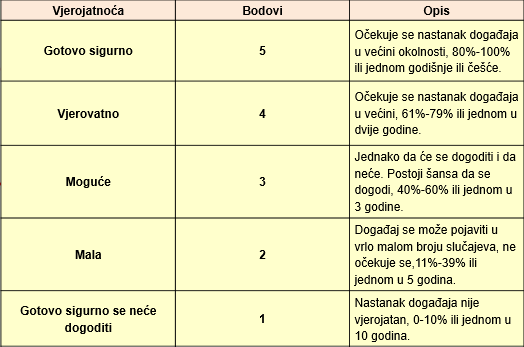 Vjerojatnoća Bodovi Opis
Gotovo sigurno 5
Očekuje se nastanak događaja
u većini okolnosti, 80%-100%
ili jednom godišnje ili češće.
Vjerovatno 4
Očekuje se nastanak događaja
u većini, 61%-79% ili jednom u
dvije godine.
Moguće 3
Jednako da će se dogoditi i da
neće. Postoji šansa da se
dogodi, 40%-60% ili jednom u
3 godine.
Mala 2
Događaj se može pojaviti u
vrlo malom broju slučajeva, ne
očekuje se,11%-39% ili
jednom u 5 godina.
Gotovo sigurno se neće
dogoditi 1
Nastanak događaja nije
vjerojatan, 0-10% ili jednom u
10 godina.